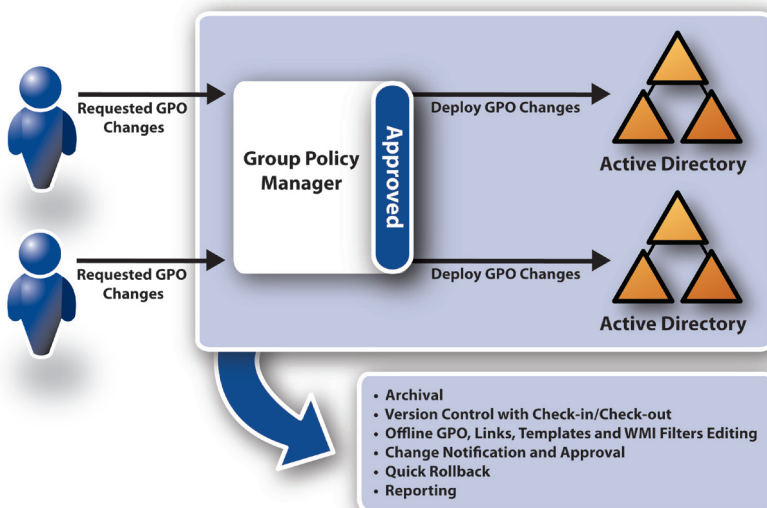 Requested GPO
Changes
Group Policy
Manager
Approved
Deploy GPO Changes
Active Directory
Requested GPO
Changes
Deploy GPO Changes
Active Directory
• Archival
• Version Control with Check-in/Check-out
• Offline GPO, Links, Templates and WMI Filters Editing
• Change Notification and Approval
• Quick Rollback
• Reporting